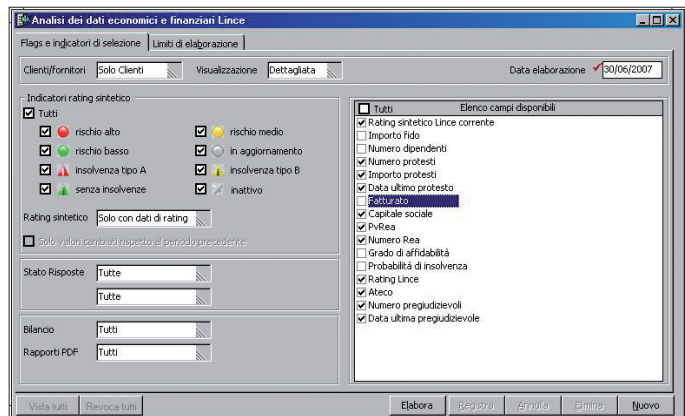 Analisi dei dati economici e finanziari Lince
Flags e indicatori di selezione Limiti di elaborazione
Clienti/fornitori Solo Clienti Visualizzazione Dettagliata Data elaborazione 30/06/2007
Indicatori rating sintetico
Tutti
rischio alto rischio medio
rischio basso in aggiornamento
insolvenza tipo A insolvenza tipo B
senza insolvenze inattivo
Rating sintetico Solo con dati di rating
Solo valori cambiati rispetto al periodo precedente
Stato Risposte Tutte
Tutte
Bilancio Tutti
Rapporti PDF Tutti
Tutti Elenco campi disponibili
Rating sintetico Lince corrente
Importo fido
Numero dipendenti
Numero protesti
Importo protesti
Data ultimo protesto
Fatturato
Capitale sociale
PvRea
Numero Rea
Grado di affidabilità
Probabilità di insolvenza
Rating Lince
Ateco
Numero pregiudizievoli
Data ultima pregiudizievole
Vista tutti Revoca tutti Elabora Registra Annulla Elimina Nuovo